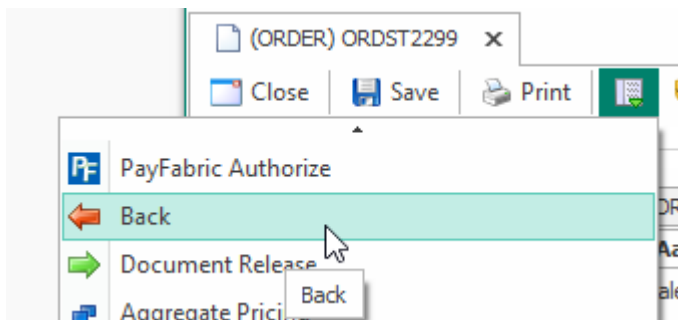 (ORDER) ORDST2299
Close Save Print
PayFabric Authorize
Back
Document Release
Back
Aggregate Pricing